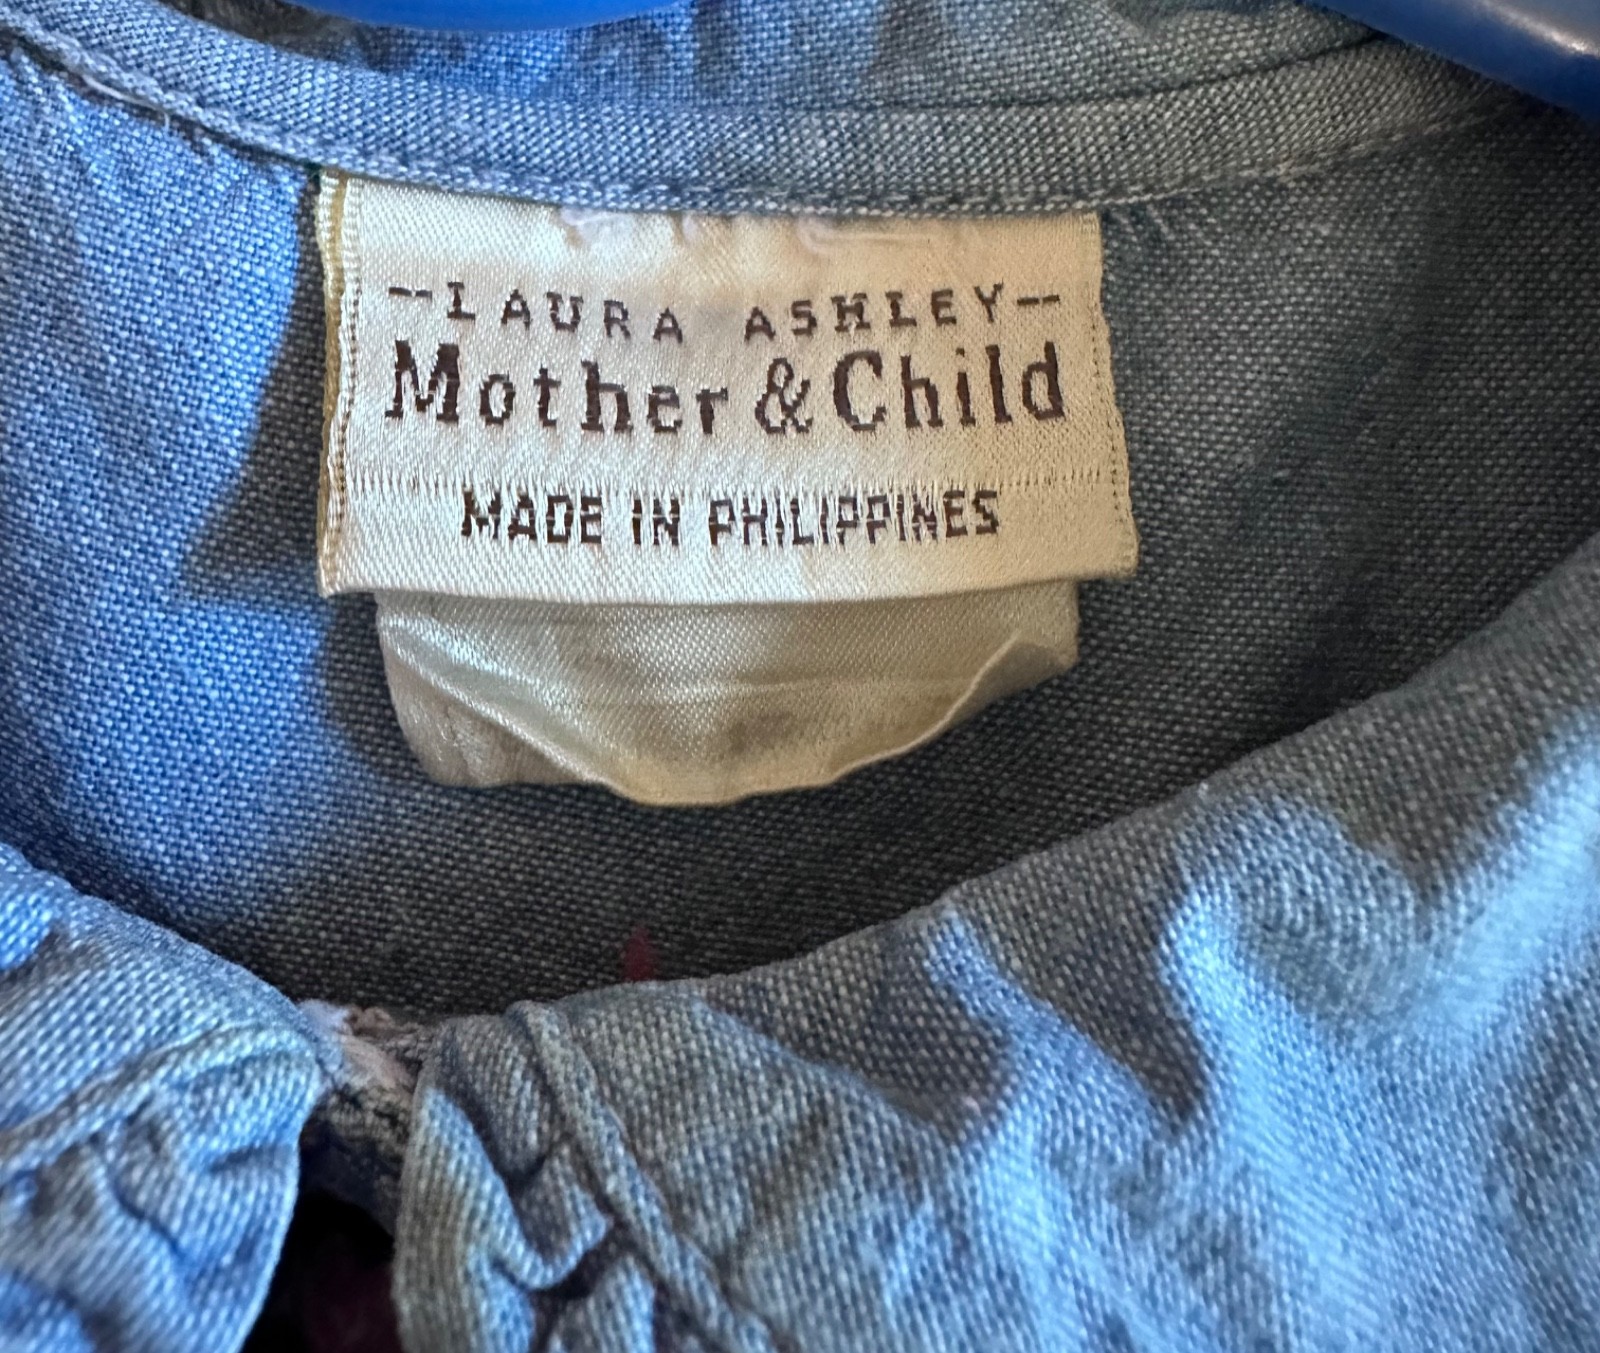 --LAURA ASHLEY--
Mother & Child
MADE IN PHILIPPINES